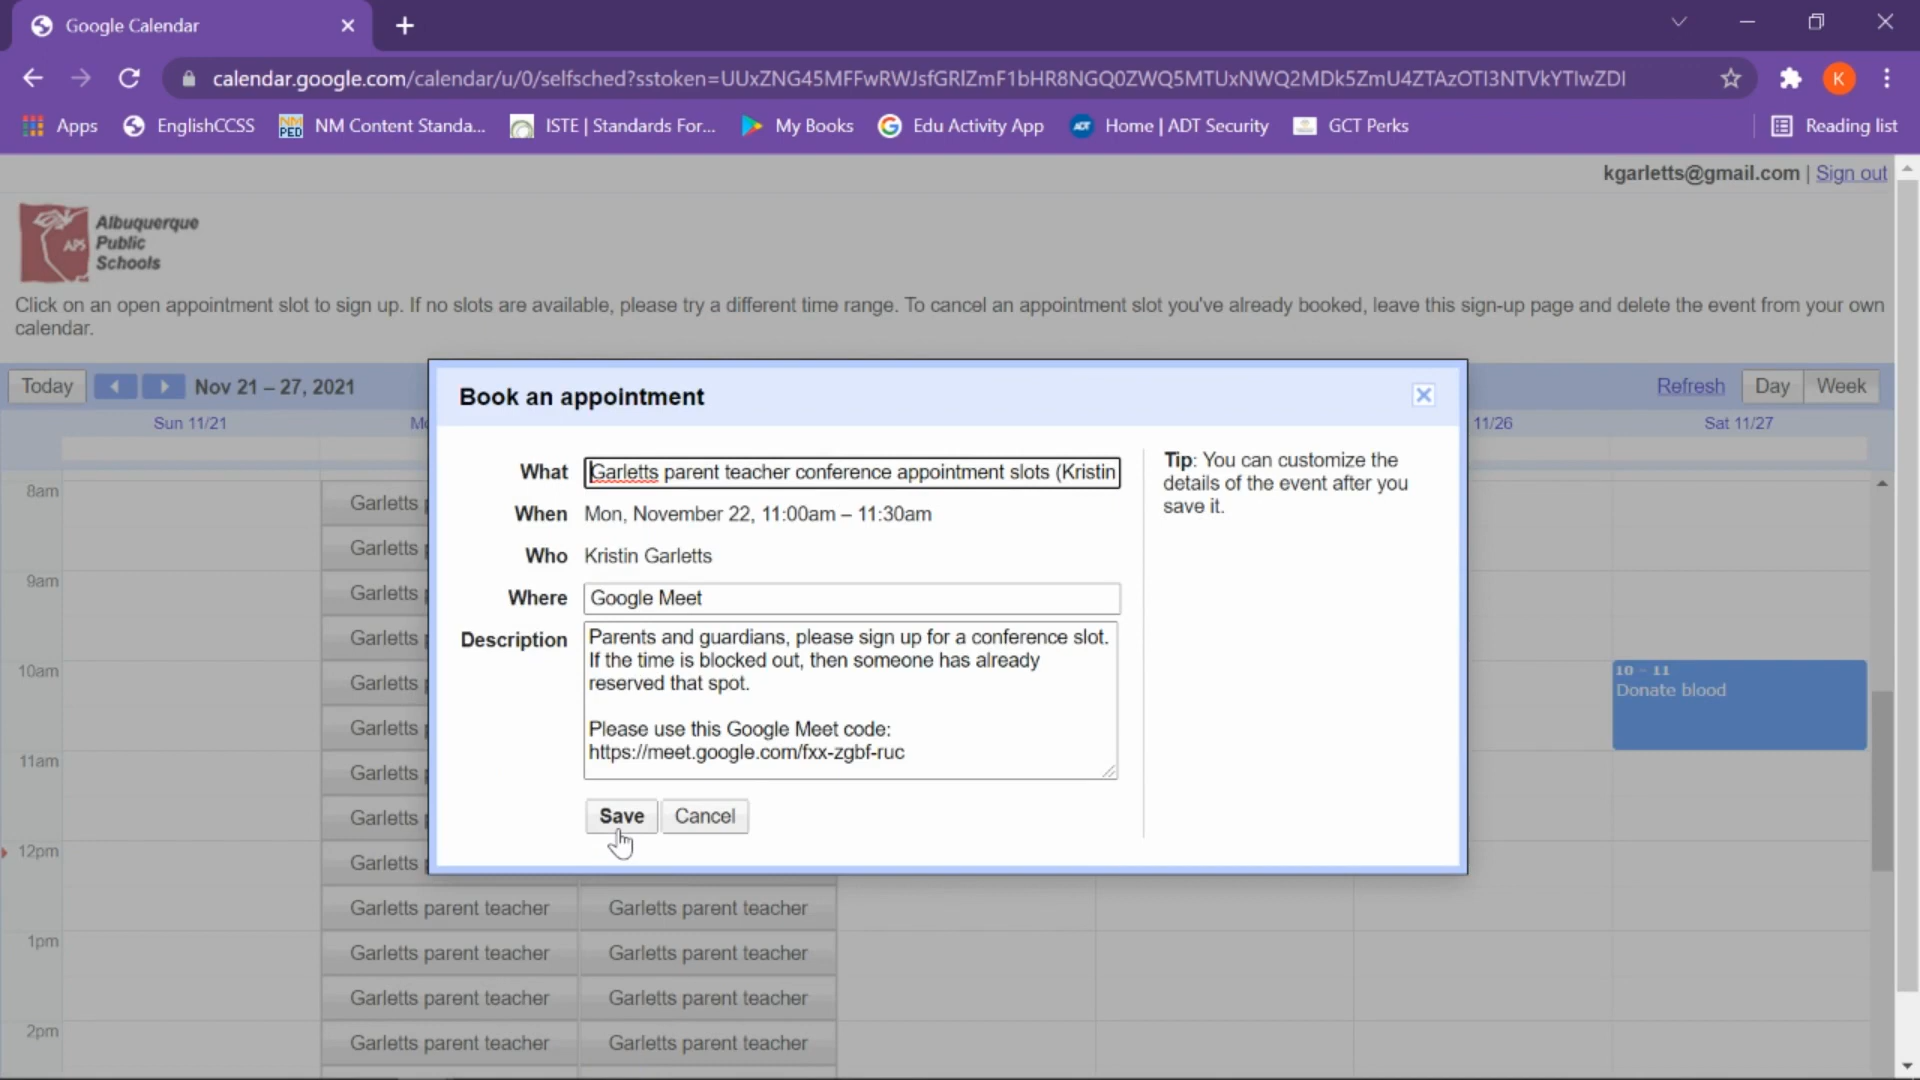 Google Calendar
calendar.google.com/calendar/u/0/selfsched?sstoken=UUxZNG45MFFwRWJsfGRlZmF1bHR8NGQ0ZWQ5MTUxNWQ2MDk5ZmU4ZTAzOTI3NTVkYTIwZDI
K
Apps EnglishCCSS NM PED NM Content Standa... ISTE | Standards For... My Books Edu Activity App ADT Home | ADT Security GCT Perks Reading list
kgarletts@gmail.com | Sign out
APS
Albuquerque
Public
Schools
Click on an open appointment slot to sign up. If no slots are available, please try a different time range. To cancel an appointment slot you've already booked, leave this sign-up page and delete the event from your own
calendar.
Today Nov 21 – 27, 2021 Refresh Day Week
Sun 11/21 Mo 11/26 Sat 11/27
Book an appointment
What Garletts parent teacher conference appointment slots (Kristin
When Mon, November 22, 11:00am – 11:30am
Who Kristin Garletts
Where Google Meet
Description Parents and guardians, please sign up for a conference slot.
If the time is blocked out, then someone has already
reserved that spot.
Please use this Google Meet code:
https://meet.google.com/fxx-zgbf-ruc
Save Cancel
Tip: You can customize the
details of the event after you
save it.
8am Garletts
Garletts
9am Garletts
Garletts
10am Garletts
Garletts
11am Garletts
Garletts
12pm Garletts
10 – 11
Donate blood
Garletts parent teacher Garletts parent teacher
1pm Garletts parent teacher Garletts parent teacher
Garletts parent teacher Garletts parent teacher
2pm Garletts parent teacher Garletts parent teacher